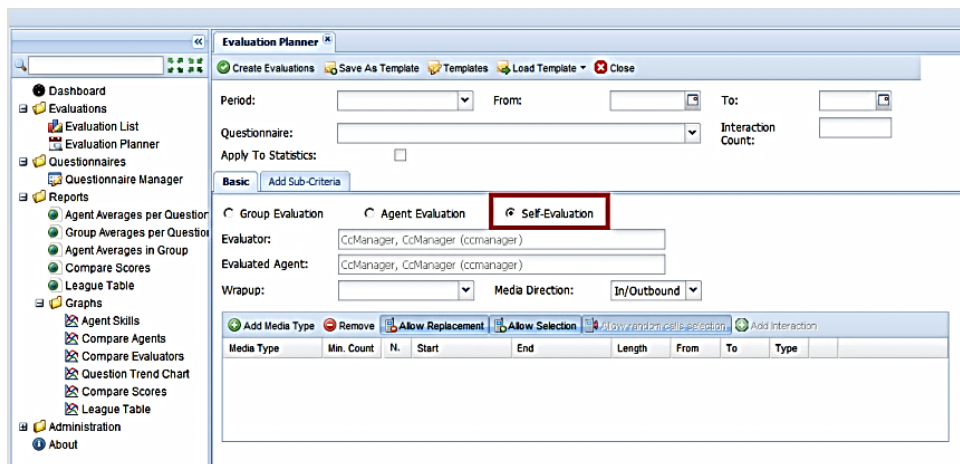 Evaluation Planner
Create Evaluations Save As Template Templates Load Template Close
Dashboard
Evaluations
Evaluation List
Evaluation Planner
Questionnaires
Questionnaire Manager
Reports
Agent Averages per Question
Group Averages per Question
Agent Averages in Group
Compare Scores
League Table
Graphs
Agent Skills
Compare Agents
Compare Evaluators
Question Trend Chart
Compare Scores
League Table
Administration
About
Period: From: To:
Questionnaire: Interaction Count:
Apply To Statistics:
Basic Add Sub-Criteria
Group Evaluation Agent Evaluation Self-Evaluation
Evaluator: CcManager, CcManager (ccmanager)
Evaluated Agent: CcManager, CcManager (ccmanager)
Wrapup: Media Direction: In/Outbound
Add Media Type Remove Allow Replacement Allow Selection Allow random calls selection Add Interaction
Media Type Min. Count N. Start End Length From To Type